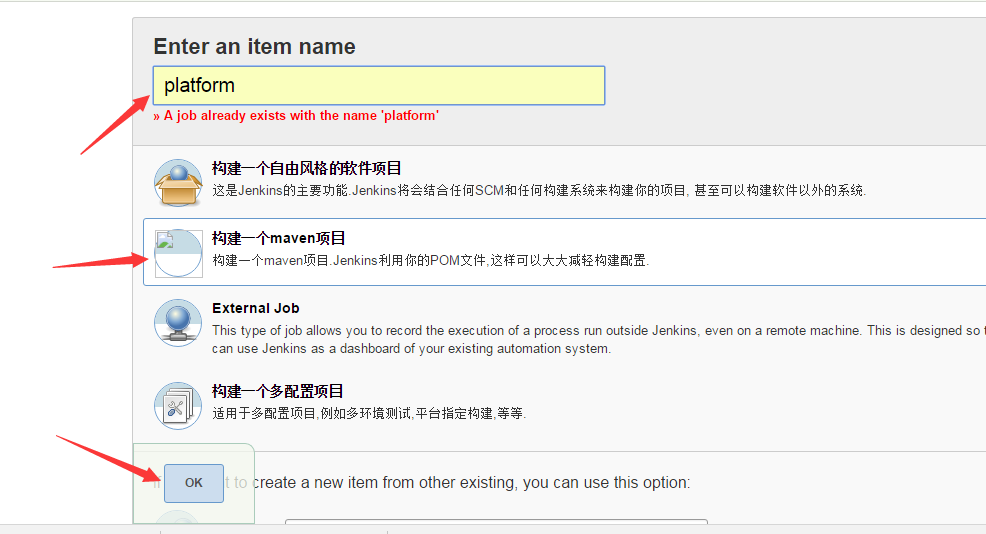 Enter an item name
platform
» A job already exists with the name 'platform'
构建一个自由风格的软件项目
这是Jenkins的主要功能.Jenkins将会结合任何SCM和任何构建系统来构建你的项目, 甚至可以构建软件以外的系统.
构建一个maven项目
构建一个maven项目.Jenkins利用你的POM文件,这样可以大大减轻构建配置.
External Job
This type of job allows you to record the execution of a process run outside Jenkins, even on a remote machine. This is designed so
can use Jenkins as a dashboard of your existing automation system.
构建一个多配置项目
适用于多配置项目,例如多环境测试,平台指定构建,等等.
OK
to create a new item from other existing, you can use this option: